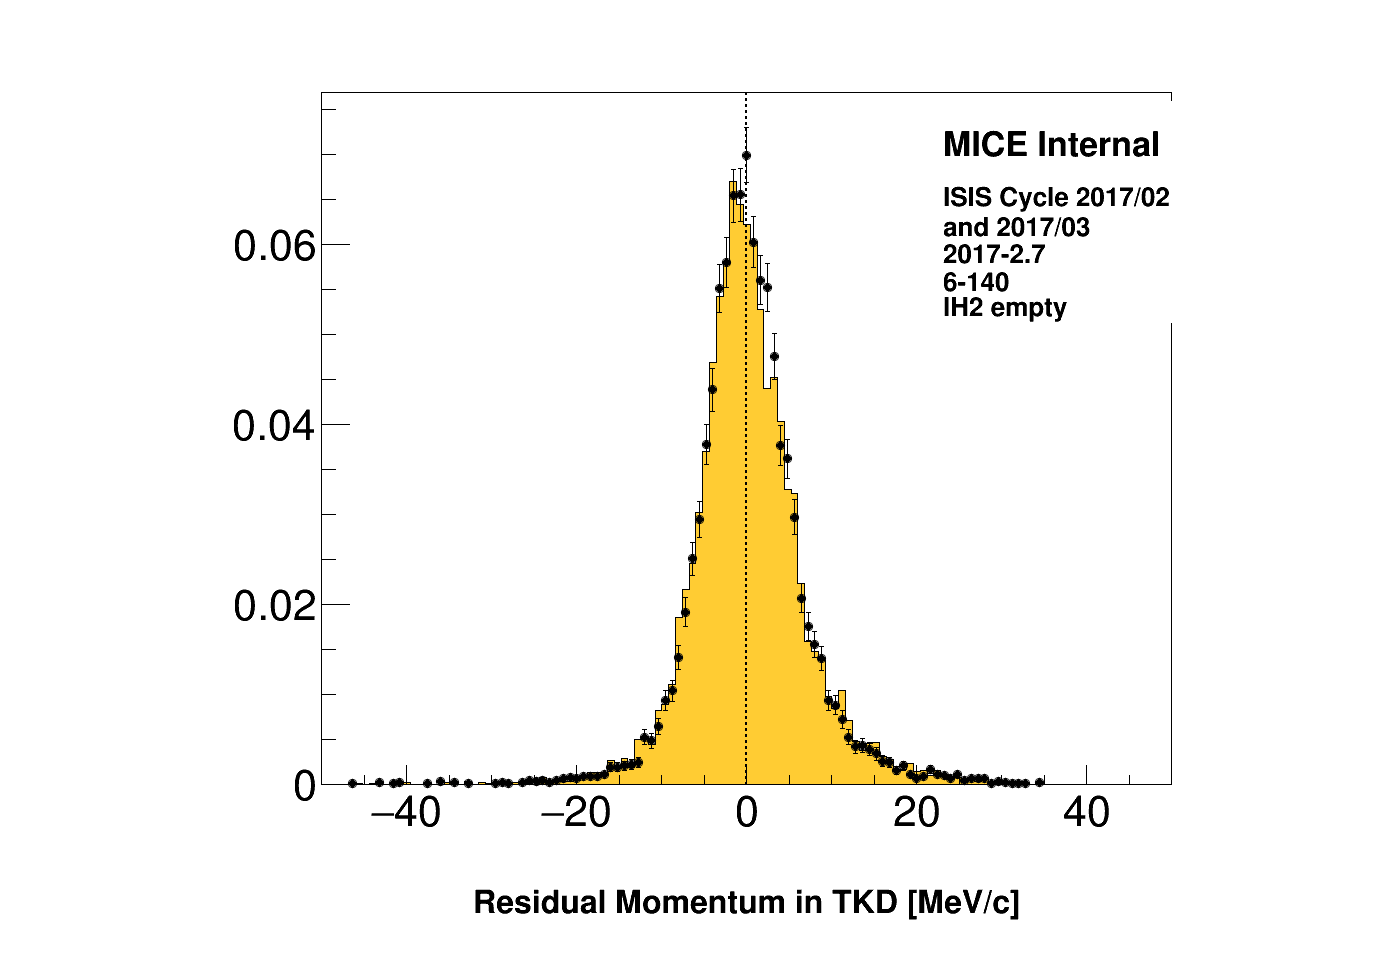 MICE Internal
ISIS Cycle 2017/02
and 2017/03
2017-2.7
6-140
lH2 empty
0.06
0.04
0.02
0
−40 −20 0 20 40
Residual Momentum in TKD [MeV/c]